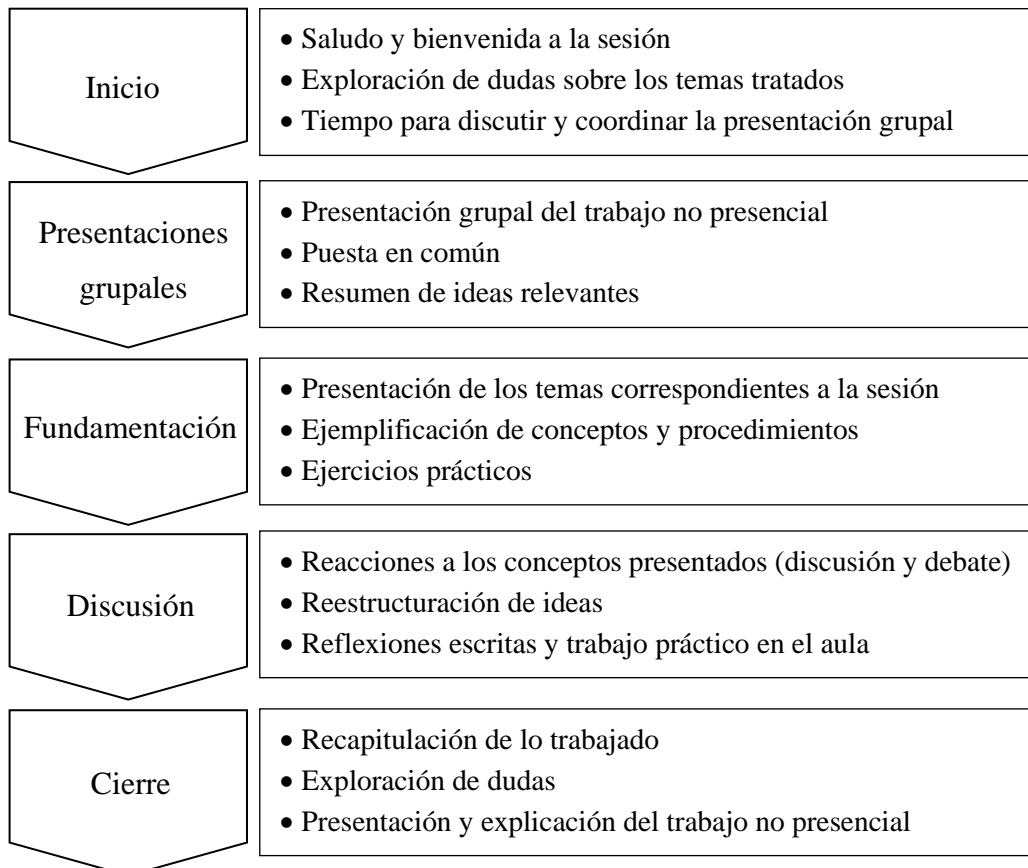 Inicio
• Saludo y bienvenida a la sesión
• Exploración de dudas sobre los temas tratados
• Tiempo para discutir y coordinar la presentación grupal
Presentaciones
grupales
• Presentación grupal del trabajo no presencial
• Puesta en común
• Resumen de ideas relevantes
Fundamentación
• Presentación de los temas correspondientes a la sesión
• Ejemplificación de conceptos y procedimientos
• Ejercicios prácticos
Discusión
• Reacciones a los conceptos presentados (discusión y debate)
• Reestructuración de ideas
• Reflexiones escritas y trabajo práctico en el aula
Cierre
• Recapitulación de lo trabajado
• Exploración de dudas
• Presentación y explicación del trabajo no presencial